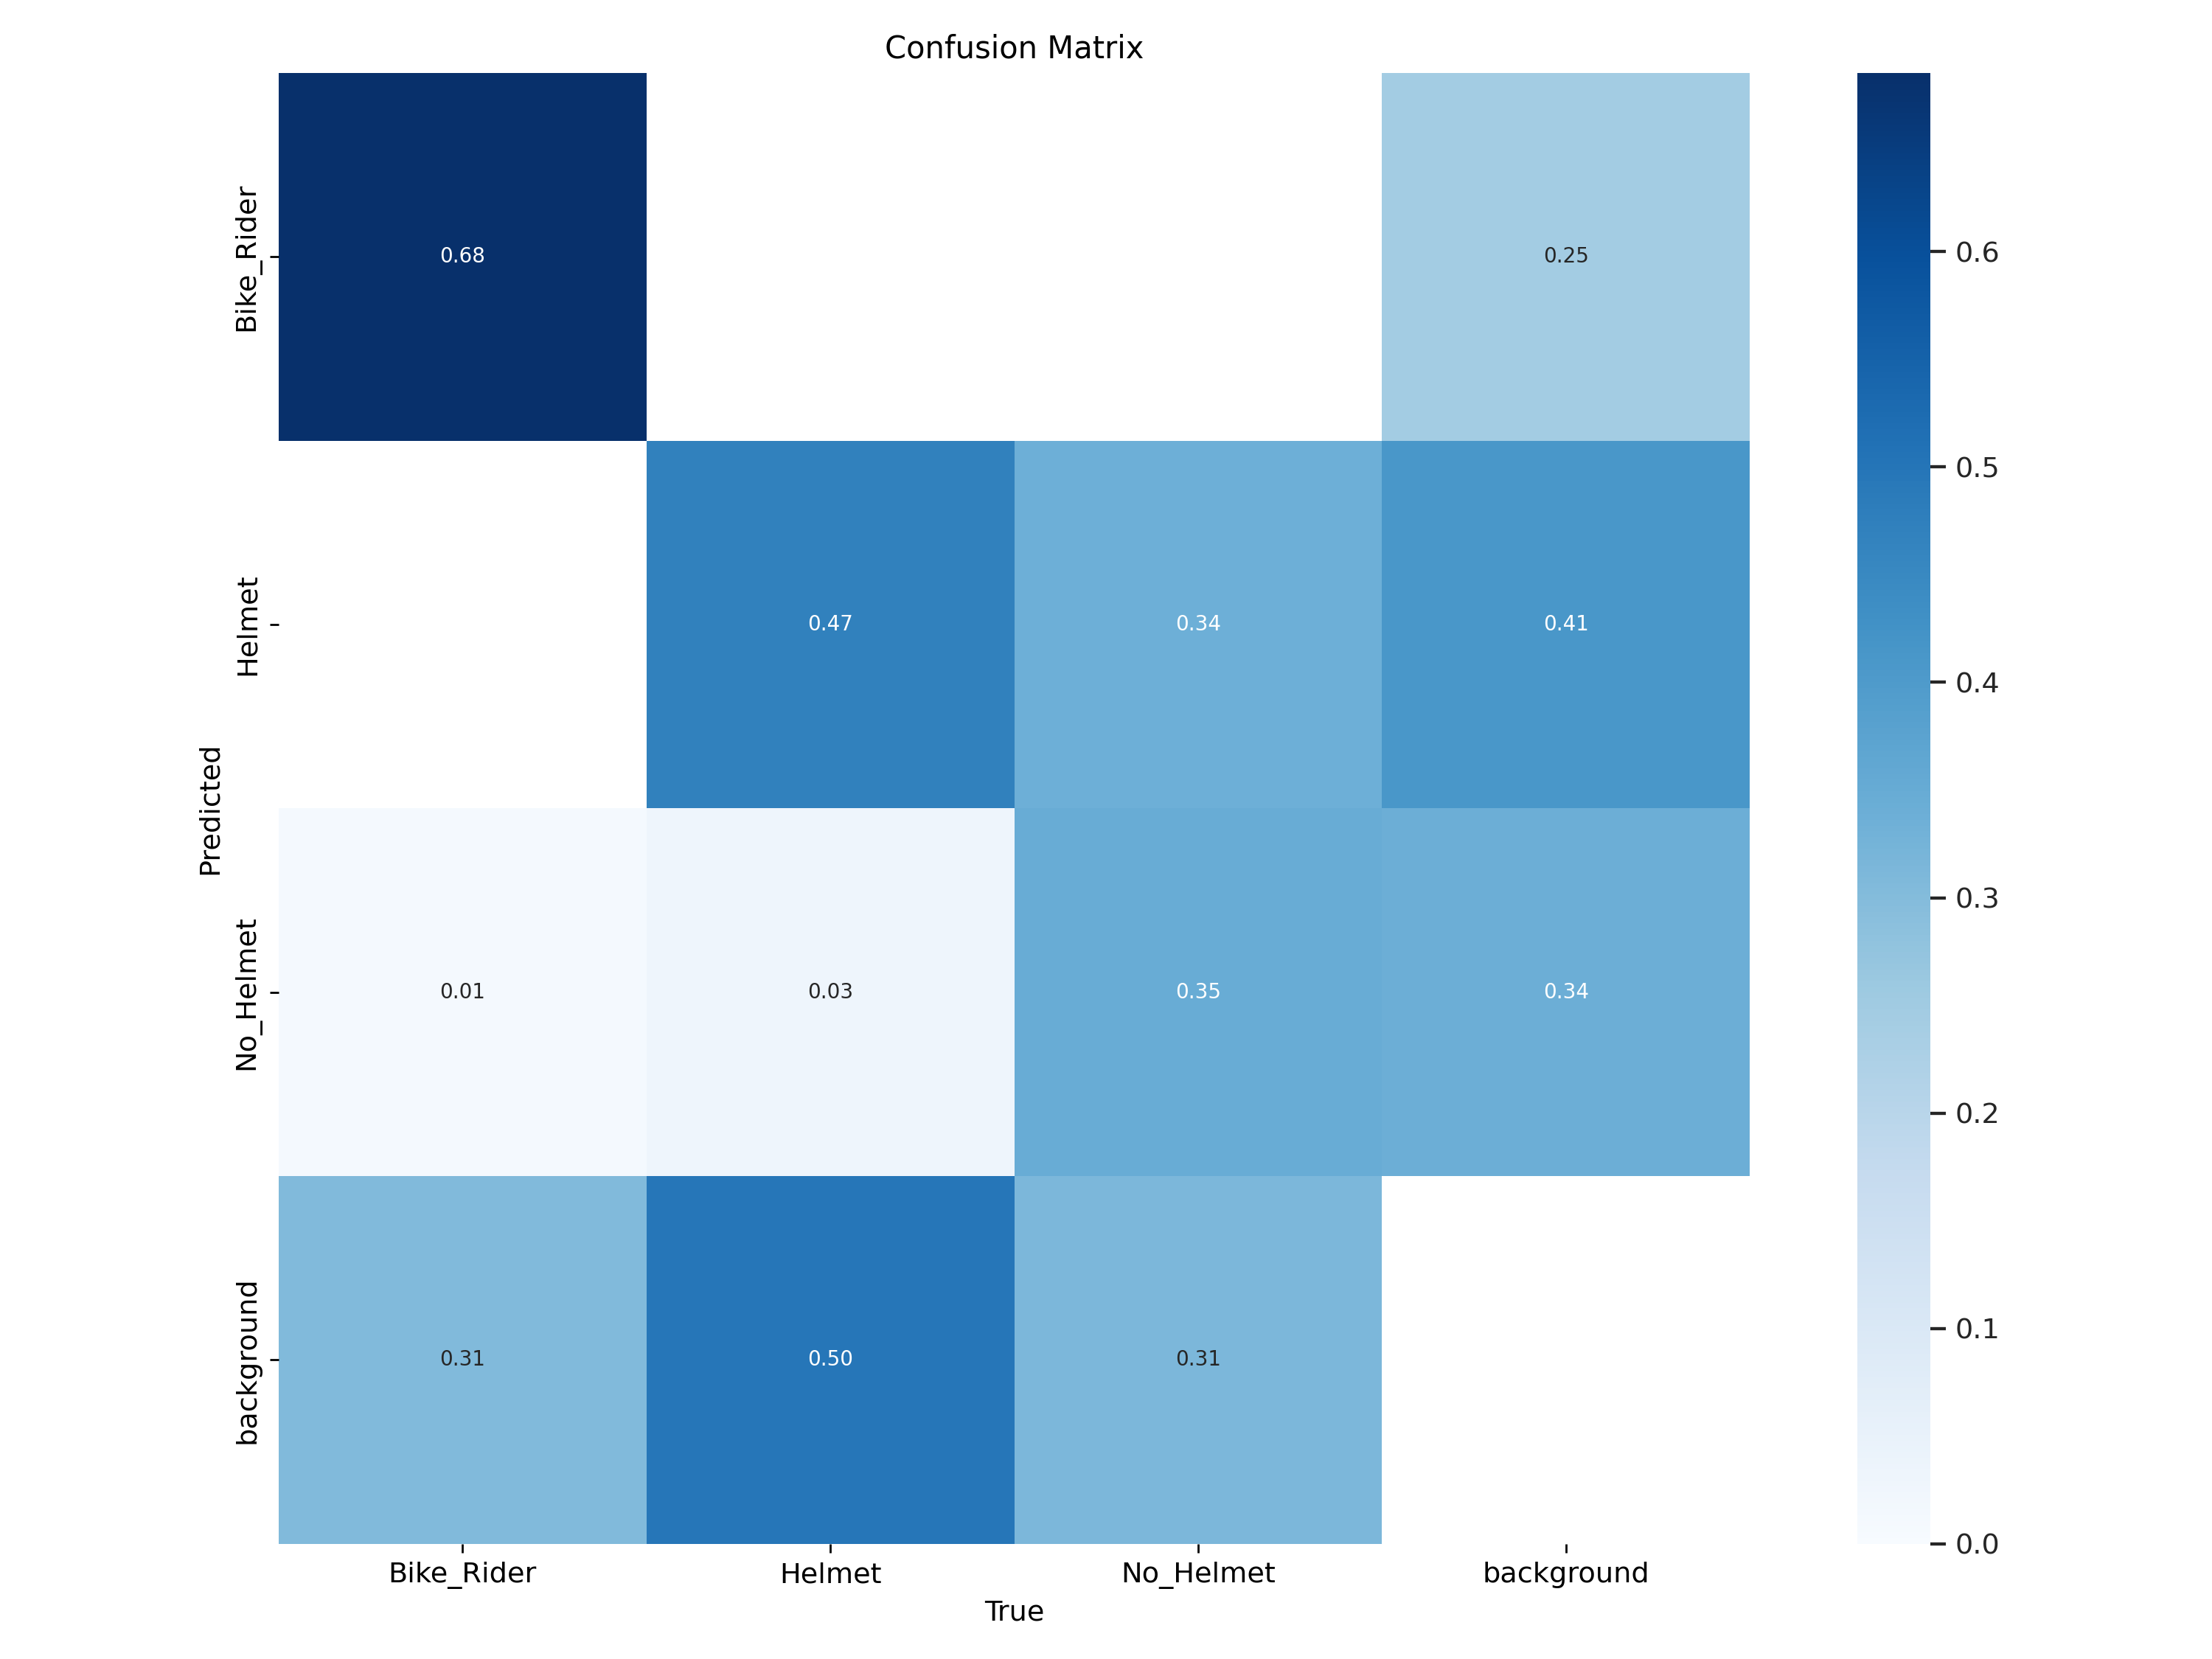 Confusion Matrix
Bike_Rider
0.68
0.25
0.6
0.5
Helmet
0.47
0.34
0.41
0.4
Predicted
0.3
No_Helmet
0.01
0.03
0.35
0.34
0.2
background
0.31
0.50
0.31
0.1
0.0
Bike_Rider
Helmet
No_Helmet
background
True